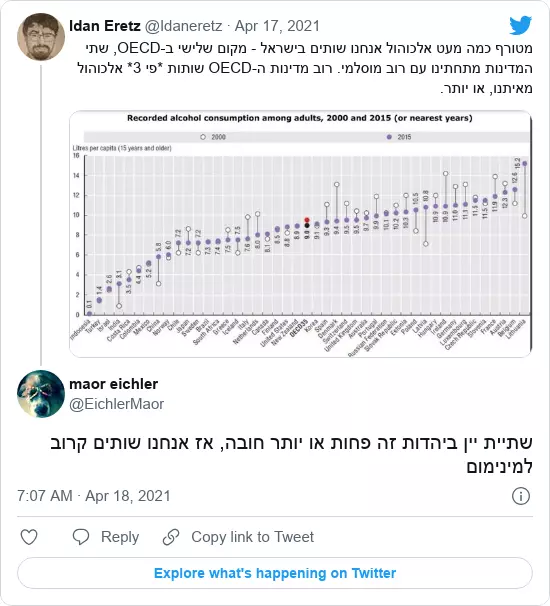 Idan Eretz @Idaneretz · Apr 17, 2021
מטורף כמה מעט אלכוהול אנחנו שותים בישראל - מקום שלישי ב-OECD, שתי
המדינות מתחתינו עם רוב מוסלמי. רוב מדינות ה-OECD שותות *פי 3* אלכוהול
מאיתנו, או יותר.
Recorded alcohol consumption among adults, 2000 and 2015 (or nearest years)
2000 2015
Litres per capita (15 years and older)
16
14
12
10
8
6
4
2
0
0.1 1.4 2.6 3.1 3.5 4.4 5.2 5.8 6.0 7.2 7.2 7.2 7.3 7.4 7.5 7.5 7.6 8.0 8.1 8.5 8.8 8.9 9.0 9.1 9.3 9.4 9.5 9.5 9.7 9.9 10.1 10.2 10.3 10.5 10.8 10.9 10.9 11.0 11.1 11.5 11.5 11.9 12.3 12.6 15.2
Indonesia Turkey Israel India Costa Rica Colombia Mexico China Norway Chile Japan Sweden Brazil South Africa Greece Iceland Italy Netherlands Canada Finland United States New Zealand OECD35 Korea Spain Denmark Switzerland United Kingdom Australia Portugal Russian Federation Slovak Republic Estonia Poland Latvia Hungary Ireland Germany Luxembourg Czech Republic Slovenia France Austria Belgium Lithuania
maor eichler
@EichlerMaor
שתיית יין ביהדות זה פחות או יותר חובה, אז אנחנו שותים קרוב
למינימום
7:07 AM · Apr 18, 2021
Reply Copy link to Tweet
Explore what's happening on Twitter